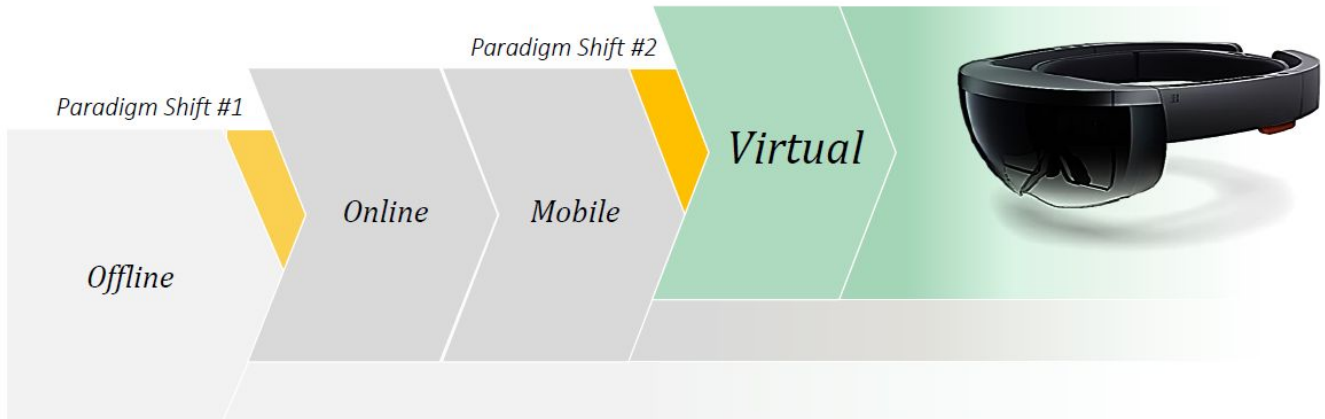 Paradigm Shift #1
Paradigm Shift #2
Offline
Online
Mobile
Virtual